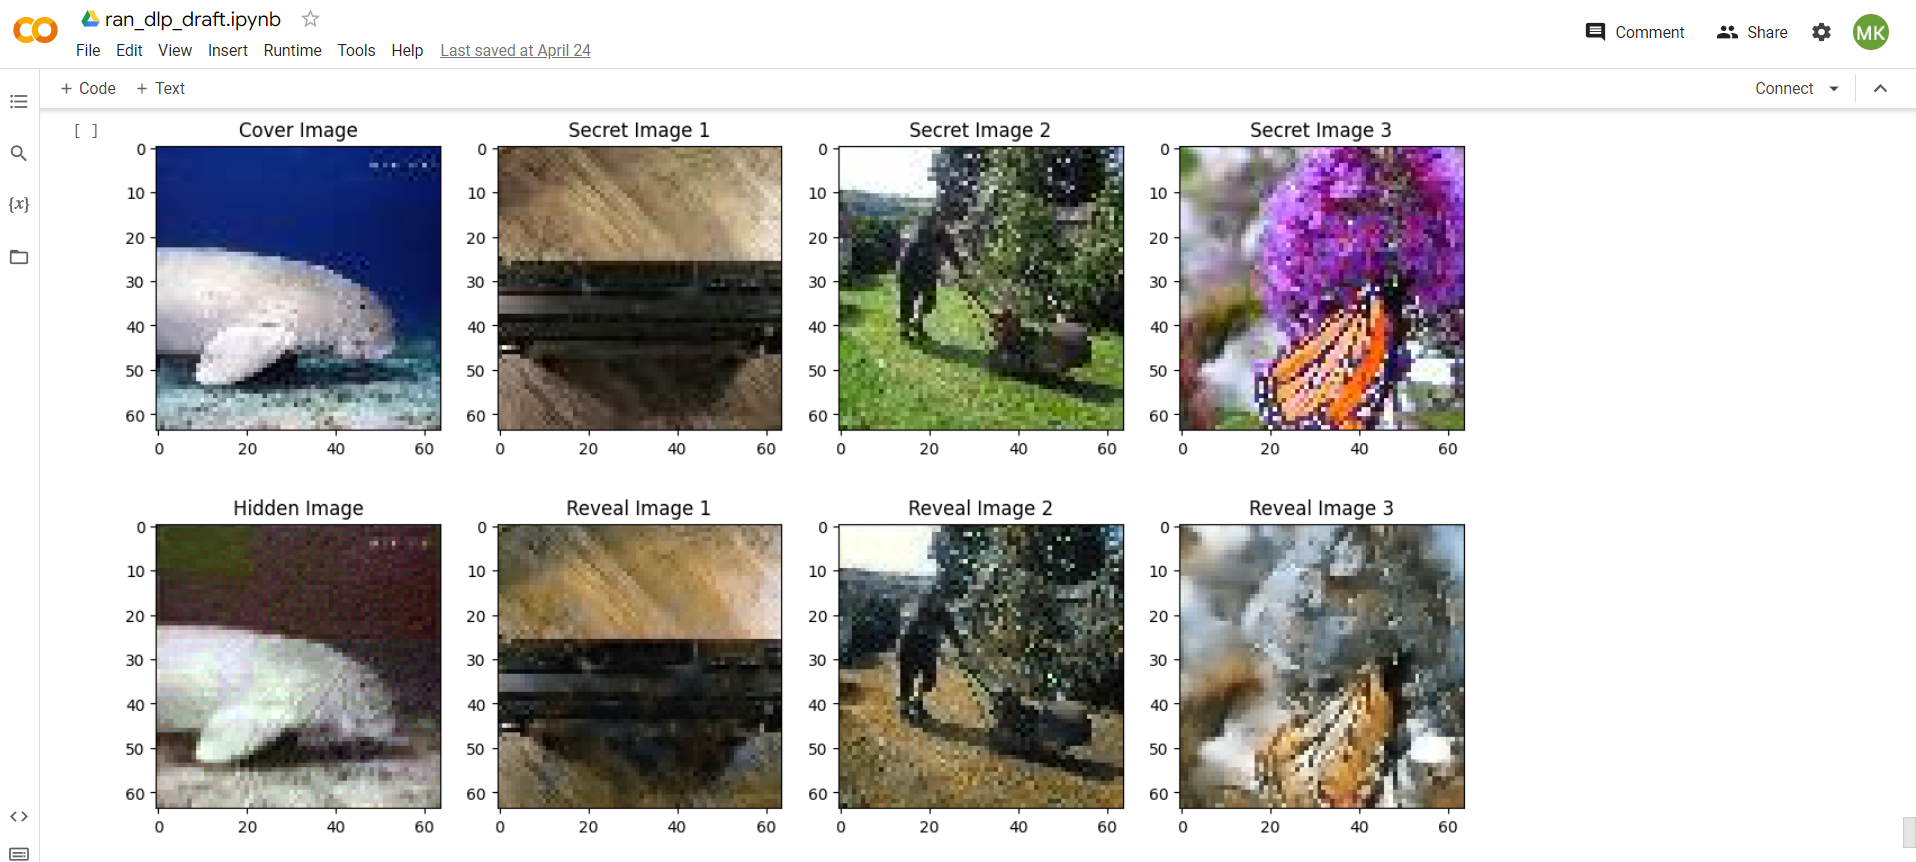 ran_dlp_draft.ipynb
File Edit View Insert Runtime Tools Help Last saved at April 24
Comment Share MK
+ Code + Text
Connect
{x}
[ ]
Cover Image Secret Image 1 Secret Image 2 Secret Image 3
0 0 0 0
10 10 10 10
20 20 20 20
30 30 30 30
40 40 40 40
50 50 50 50
60 60 60 60
0 20 40 60 0 20 40 60 0 20 40 60 0 20 40 60
Hidden Image Reveal Image 1 Reveal Image 2 Reveal Image 3
0 0 0 0
10 10 10 10
20 20 20 20
30 30 30 30
40 40 40 40
50 50 50 50
60 60 60 60
0 20 40 60 0 20 40 60 0 20 40 60 0 20 40 60